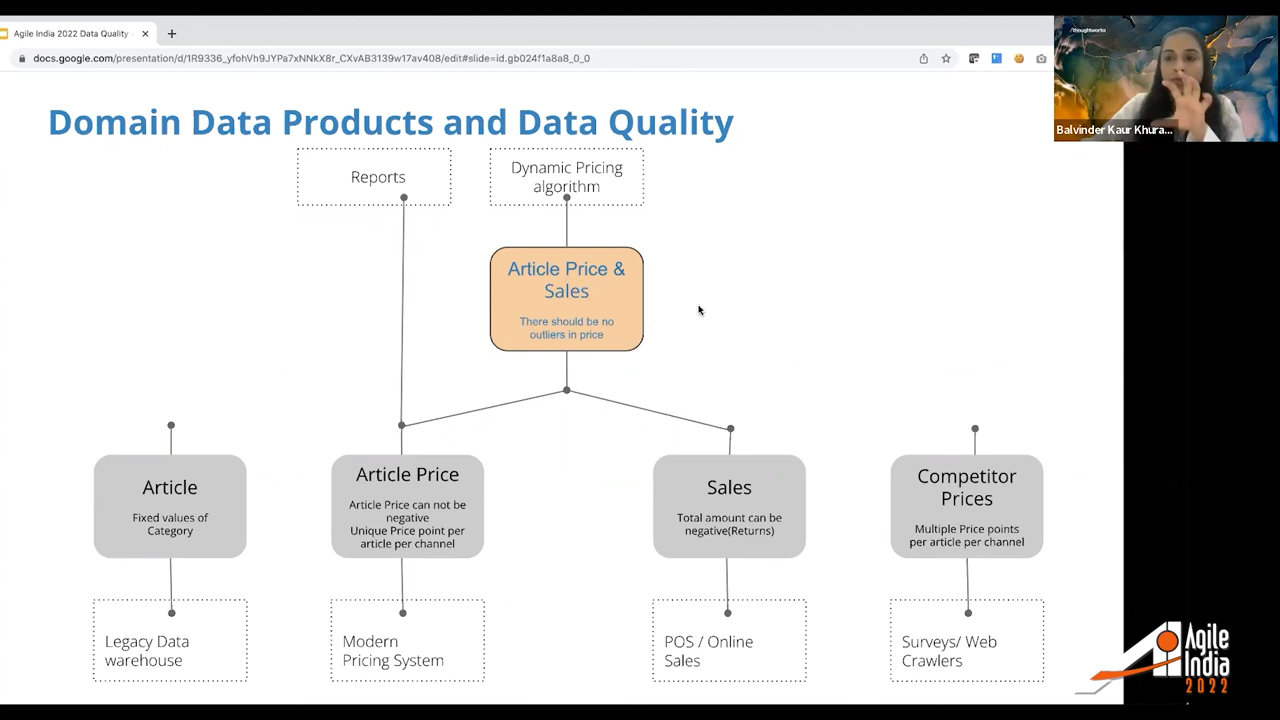 Agile India 2022 Data Quality
docs.google.com/presentation/d/1R9336_yfohVh9JYPa7xNNkX8r_CXvAB3139w17av408/edit#slide=id.gb024f1a8a8_0_0
/thoughtworks
Balvinder Kaur Khura...
Domain Data Products and Data Quality
Reports
Dynamic Pricing
algorithm
Article Price &
Sales
There should be no
outliers in price
Article
Fixed values of
Category
Article Price
Article Price can not be
negative
Unique Price point per
article per channel
Sales
Total amount can be
negative(Returns)
Competitor
Prices
Multiple Price points
per article per channel
Legacy Data
warehouse
Modern
Pricing System
POS / Online
Sales
Surveys/ Web
Crawlers
Agile
India
2022